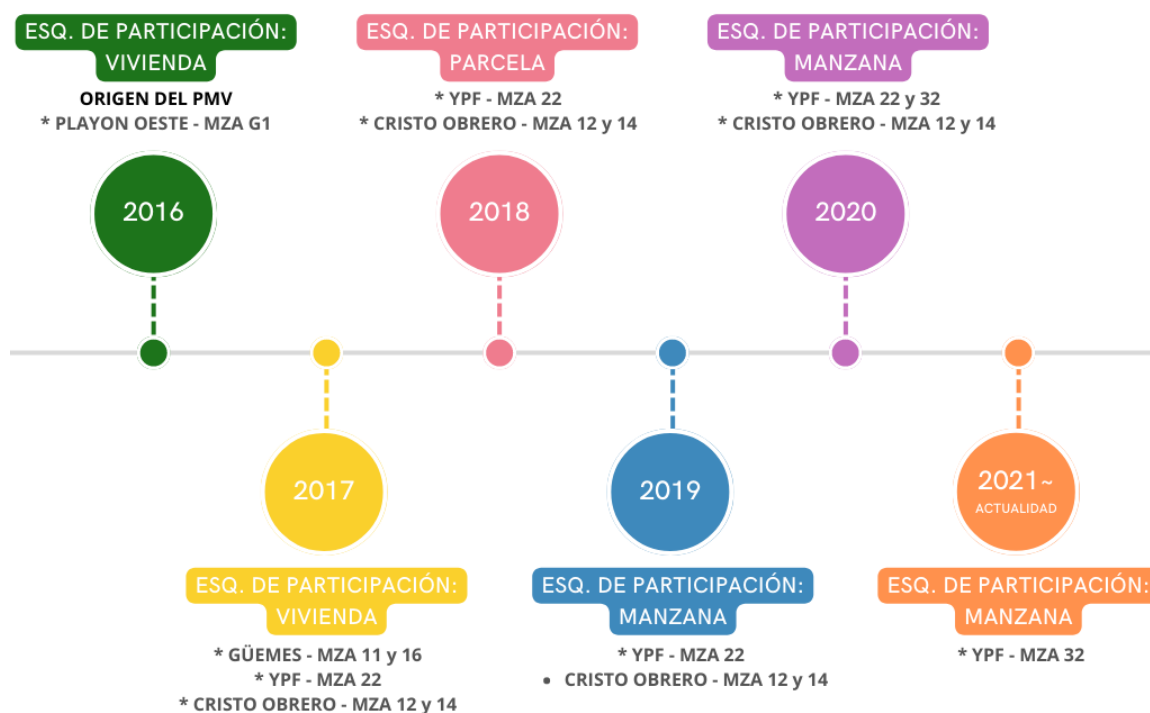 ESQ. DE PARTICIPACIÓN:
VIVIENDA
ORIGEN DEL PMV
* PLAYON OESTE - MZA G1
2016
ESQ. DE PARTICIPACIÓN:
PARCELA
* YPF - MZA 22
* CRISTO OBRERO - MZA 12 y 14
2018
ESQ. DE PARTICIPACIÓN:
MANZANA
* YPF - MZA 22 y 32
* CRISTO OBRERO - MZA 12 y 14
2020
2017
ESQ. DE PARTICIPACIÓN:
VIVIENDA
* GÜEMES - MZA 11 y 16
* YPF - MZA 22
* CRISTO OBRERO - MZA 12 y 14
2019
ESQ. DE PARTICIPACIÓN:
MANZANA
* YPF - MZA 22
• CRISTO OBRERO - MZA 12 y 14
2021~
ACTUALIDAD
ESQ. DE PARTICIPACIÓN:
MANZANA
* YPF - MZA 32